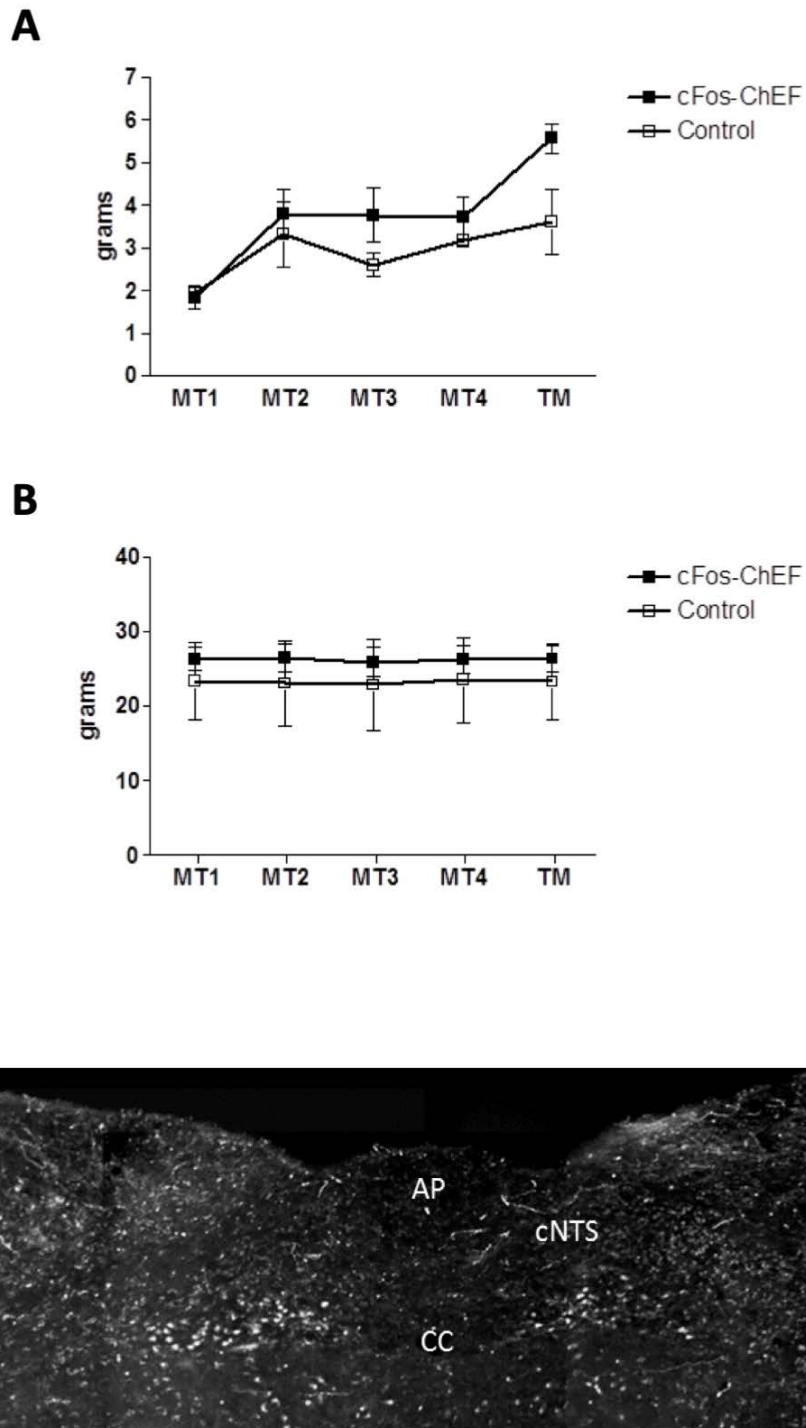 A
7
6
5
4
3
2
1
0
grams
MT1 MT2 MT3 MT4 TM
cFos-ChEF
Control
B
40
30
20
10
0
grams
MT1 MT2 MT3 MT4 TM
cFos-ChEF
Control
AP
cNTS
CC